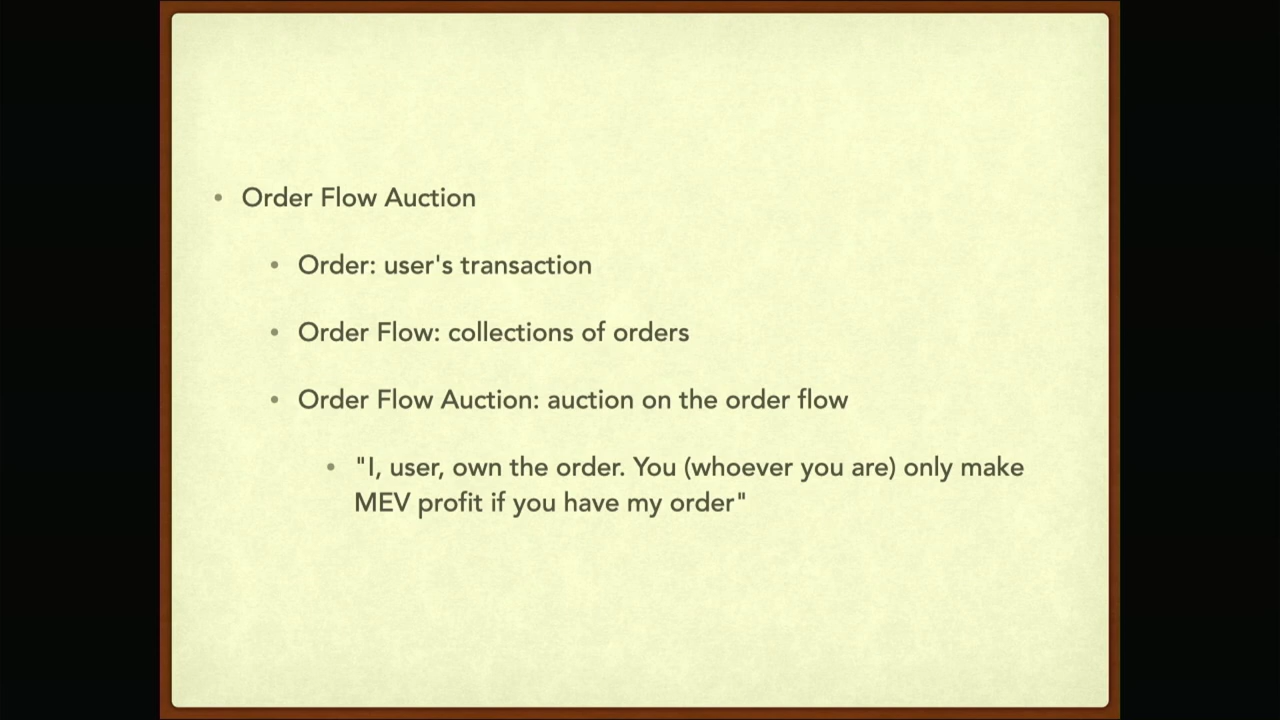 Order Flow Auction
Order: user's transaction
Order Flow: collections of orders
Order Flow Auction: auction on the order flow
"I, user, own the order. You (whoever you are) only make
MEV profit if you have my order"